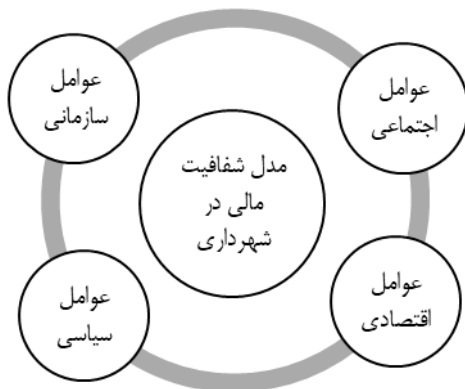 عوامل
سازمانی
عوامل
اجتماعی
مدل شفافیت
مالی در
شهرداری
عوامل
سیاسی
عوامل
اقتصادی